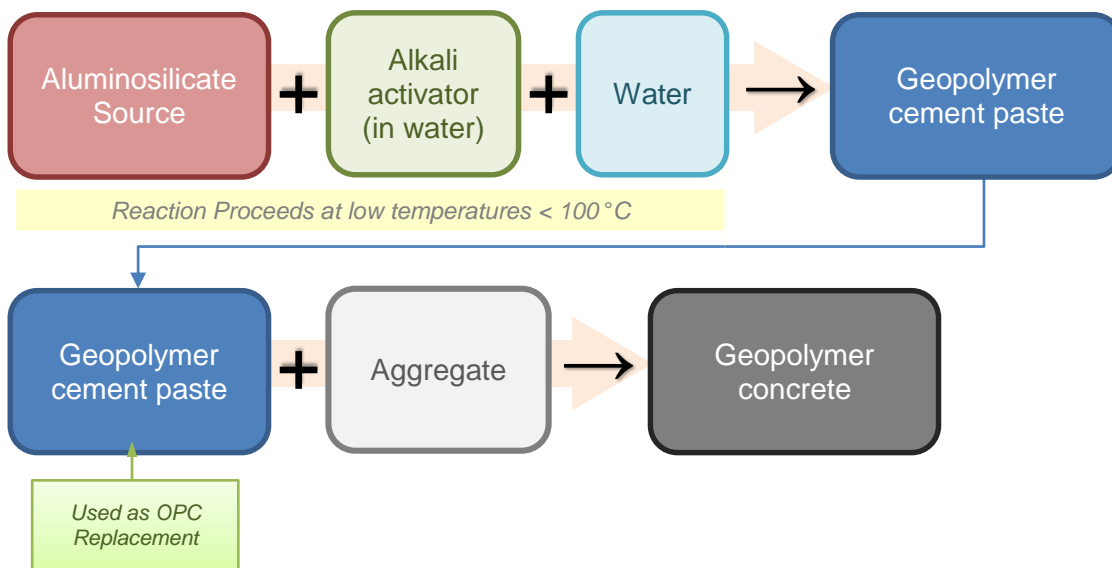 Aluminosilicate
Source
+
Alkali
activator
(in water)
+
Water
→
Geopolymer
cement paste
Reaction Proceeds at low temperatures < 100°C
Geopolymer
cement paste
+
Aggregate
→
Geopolymer
concrete
Used as OPC
Replacement